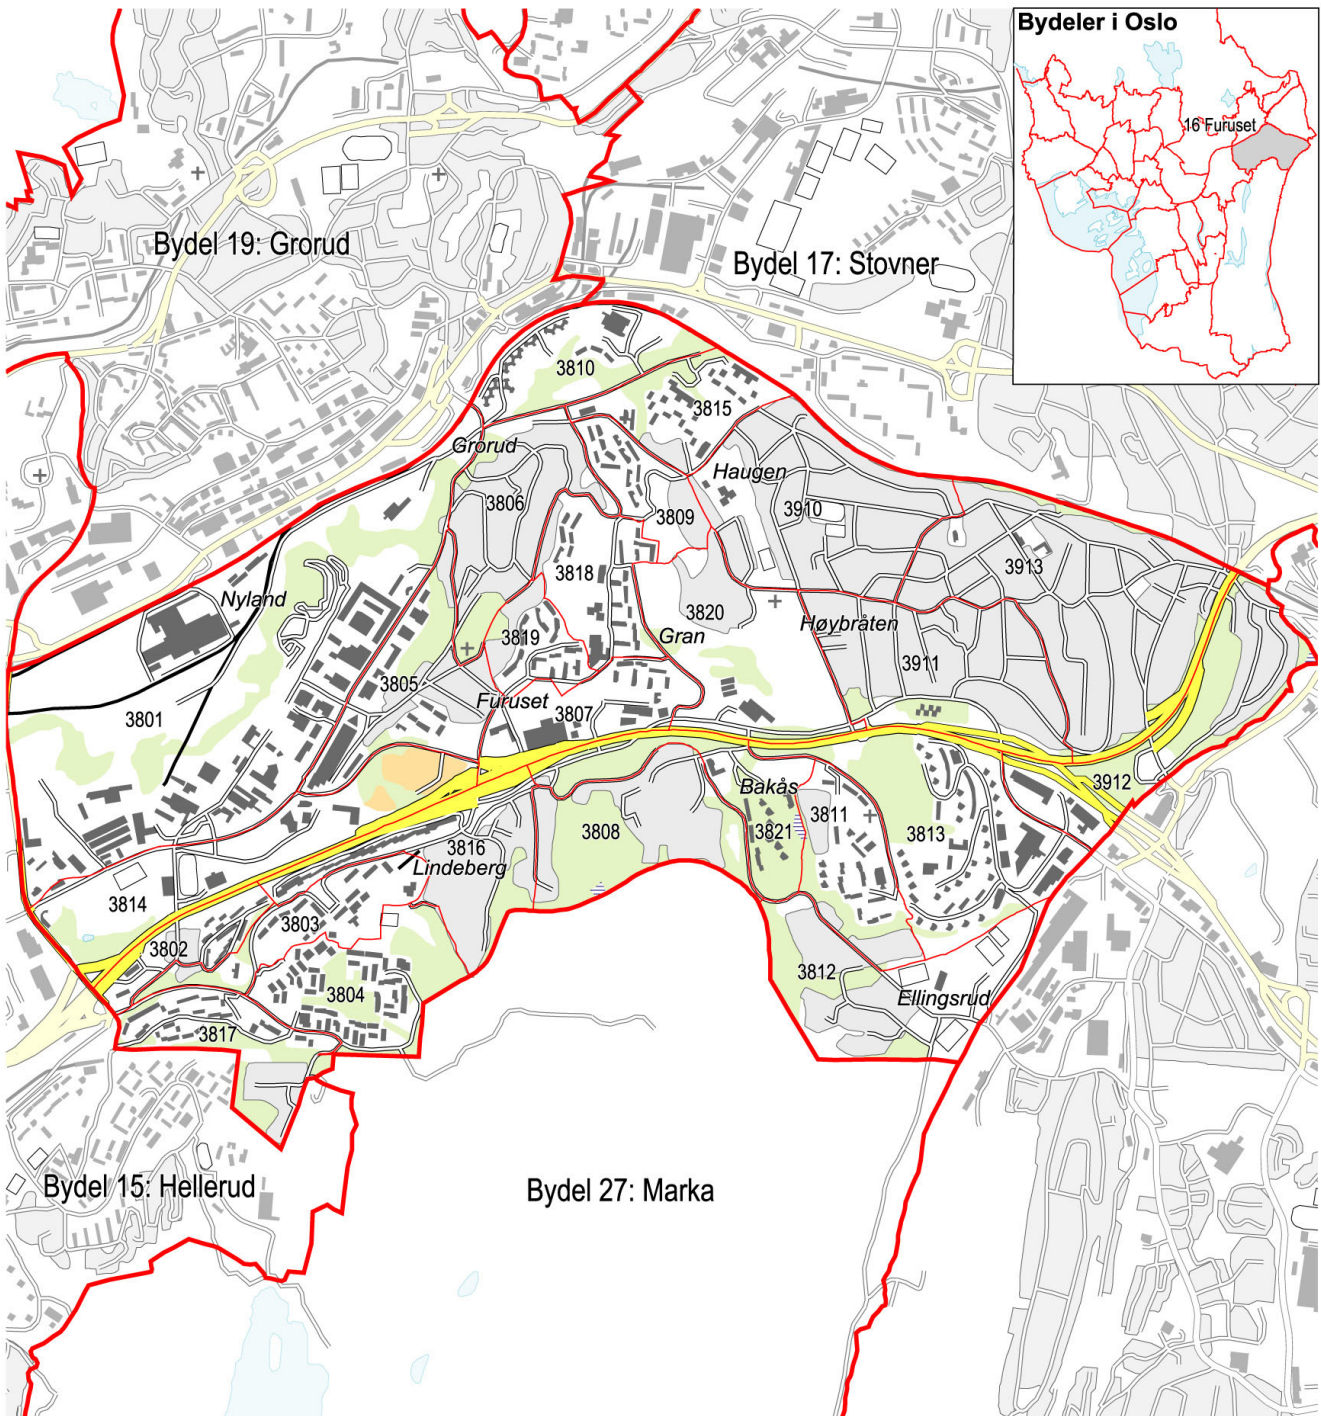 Bydeler i Oslo
16 Furuset
Bydel 19: Grorud
Bydel 17: Stovner
3810
3815
Grorud
Haugen
3806
3910
3809
3913
3818
Nyland
3820
Høybråten
3819
Gran
3911
3805
Furuset
3807
3801
3912
Bakås
3811
3808
3821
3813
3816
Lindeberg
3814
3803
3802
3812
3804
Ellingsrud
3817
Bydel 15: Hellerud
Bydel 27: Marka